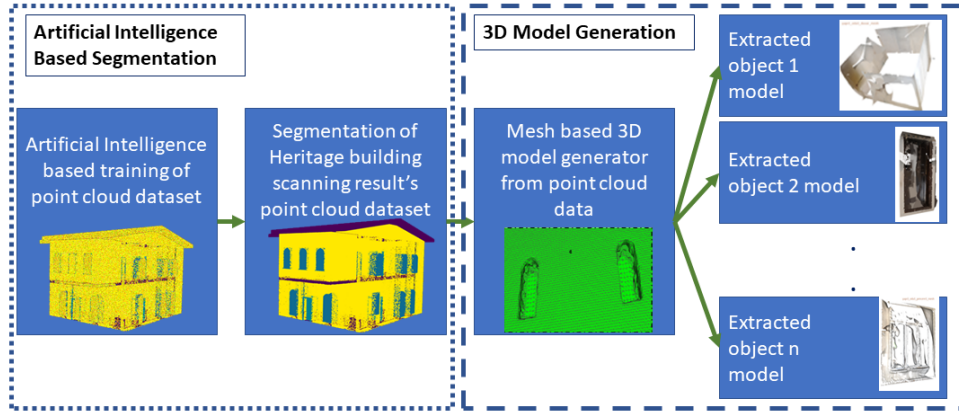 Artificial Intelligence
Based Segmentation
Artificial Intelligence
based training of
point cloud dataset
Segmentation of
Heritage building
scanning result's
point cloud dataset
3D Model Generation
Mesh based 3D
model generator
from point cloud
data
Extracted
object 1
model
Extracted
object 2 model
.
.
Extracted
object n
model